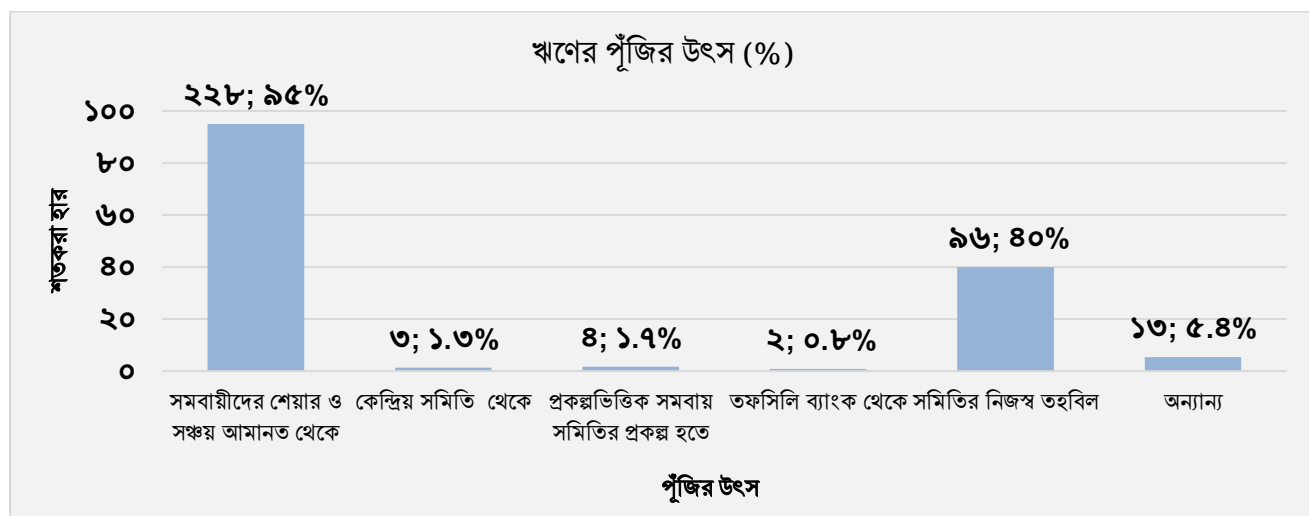 ঋণের পূঁজির উৎস (%)
২২৮; ৯৫%
৩; ১.৩%
৪; ১.৭%
২; ০.৮%
৯৬; ৪০%
১৩; ৫.৪%
১০০
৮০
৬০
৪০
২০
০
শতকরা হার
সমবায়ীদের শেয়ার ও
সঞ্চয় আমানত থেকে
কেন্দ্রিয় সমিতি থেকে
প্রকল্পভিত্তিক সমবায়
সমিতির প্রকল্প হতে
তফসিলি ব্যাংক থেকে
সমিতির নিজস্ব তহবিল
অন্যান্য
পূঁজির উৎস